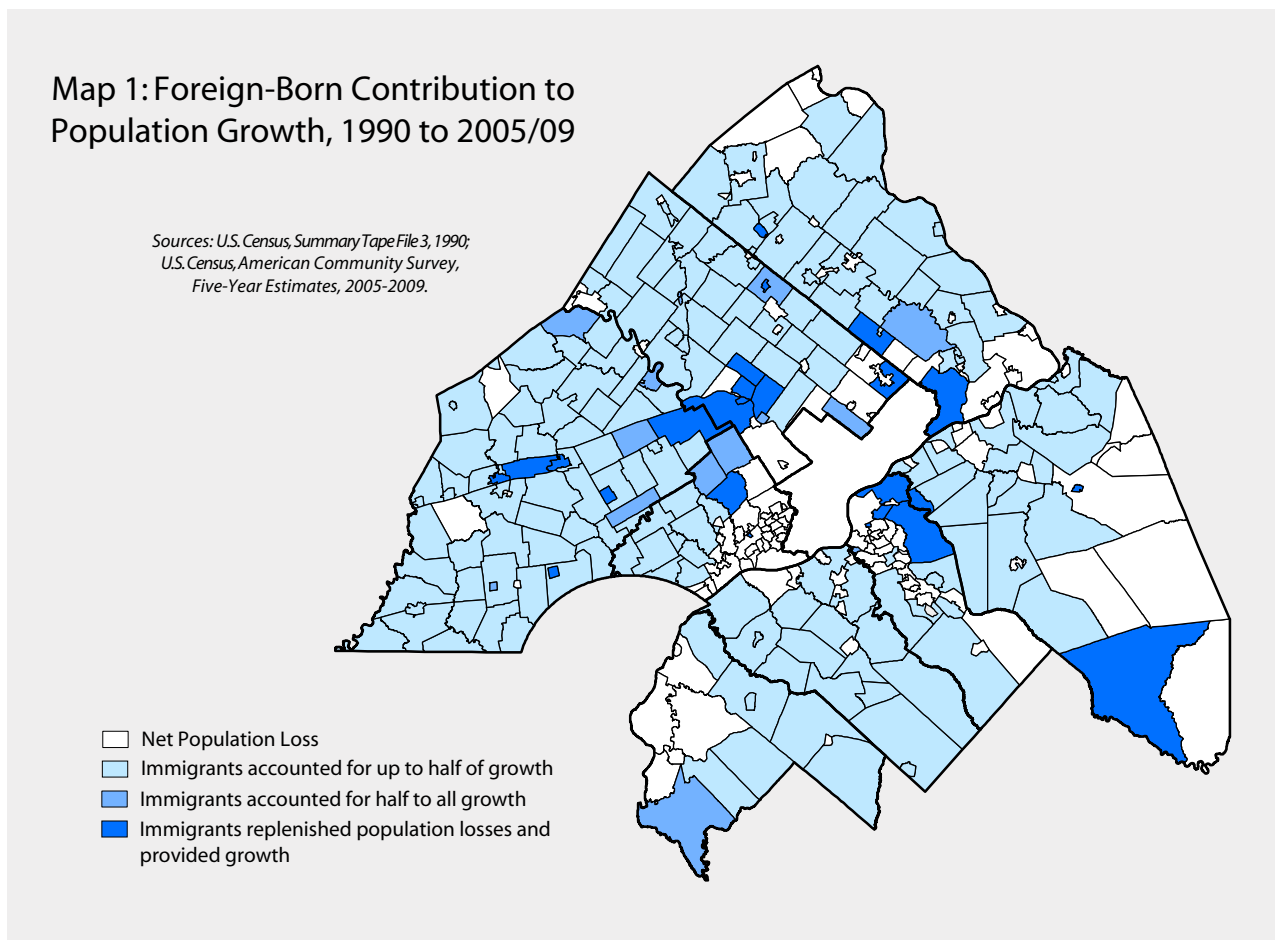 Map 1: Foreign-Born Contribution to
Population Growth, 1990 to 2005/09
Sources: U.S. Census, Summary Tape File 3, 1990;
U.S. Census, American Community Survey,
Five-Year Estimates, 2005-2009.
Net Population Loss
Immigrants accounted for up to half of growth
Immigrants accounted for half to all growth
Immigrants replenished population losses and
provided growth